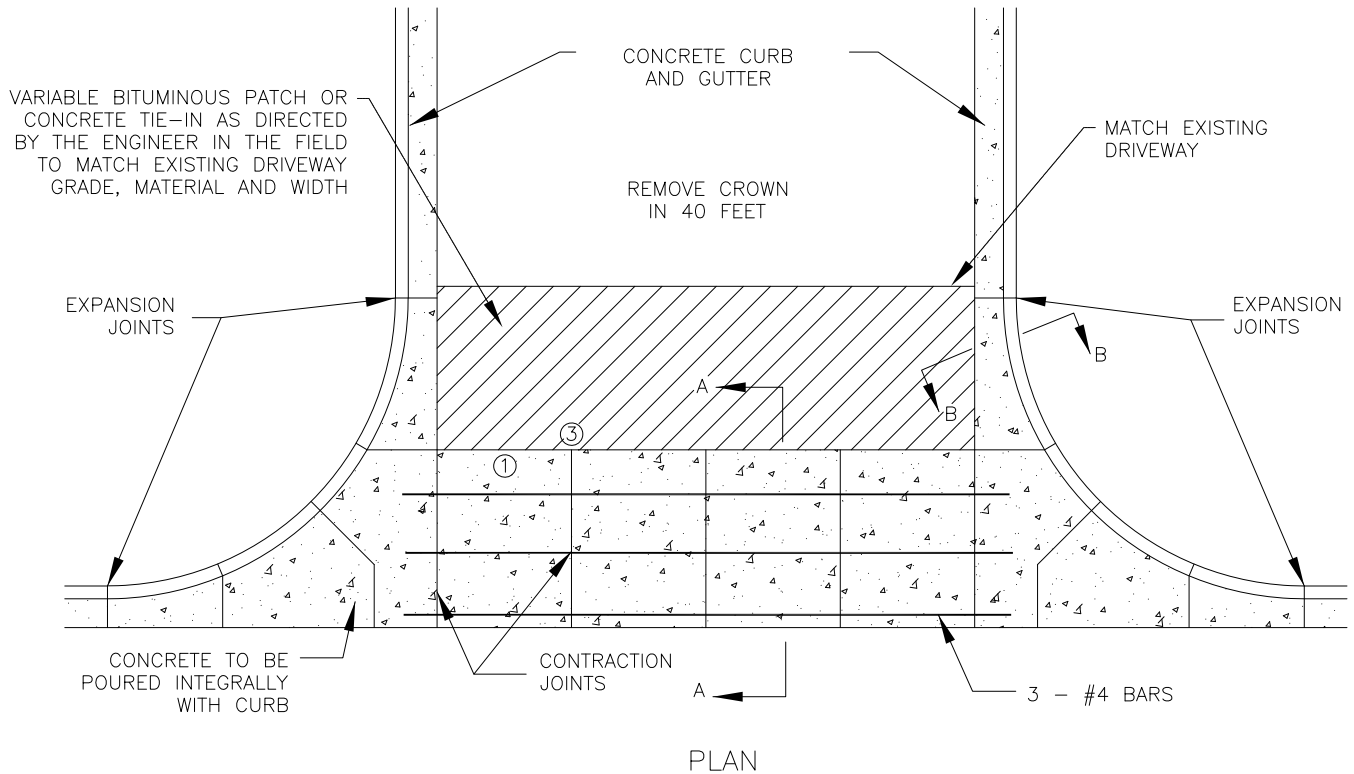 CONCRETE CURB
AND GUTTER
VARIABLE BITUMINOUS PATCH OR
CONCRETE TIE-IN AS DIRECTED
BY THE ENGINEER IN THE FIELD
TO MATCH EXISTING DRIVEWAY
GRADE, MATERIAL AND WIDTH
MATCH EXISTING
DRIVEWAY
REMOVE CROWN
IN 40 FEET
EXPANSION
JOINTS
EXPANSION
JOINTS
B
A
B
3
1
CONCRETE TO BE
POURED INTEGRALLY
WITH CURB
CONTRACTION
JOINTS
A
3 - #4 BARS
PLAN